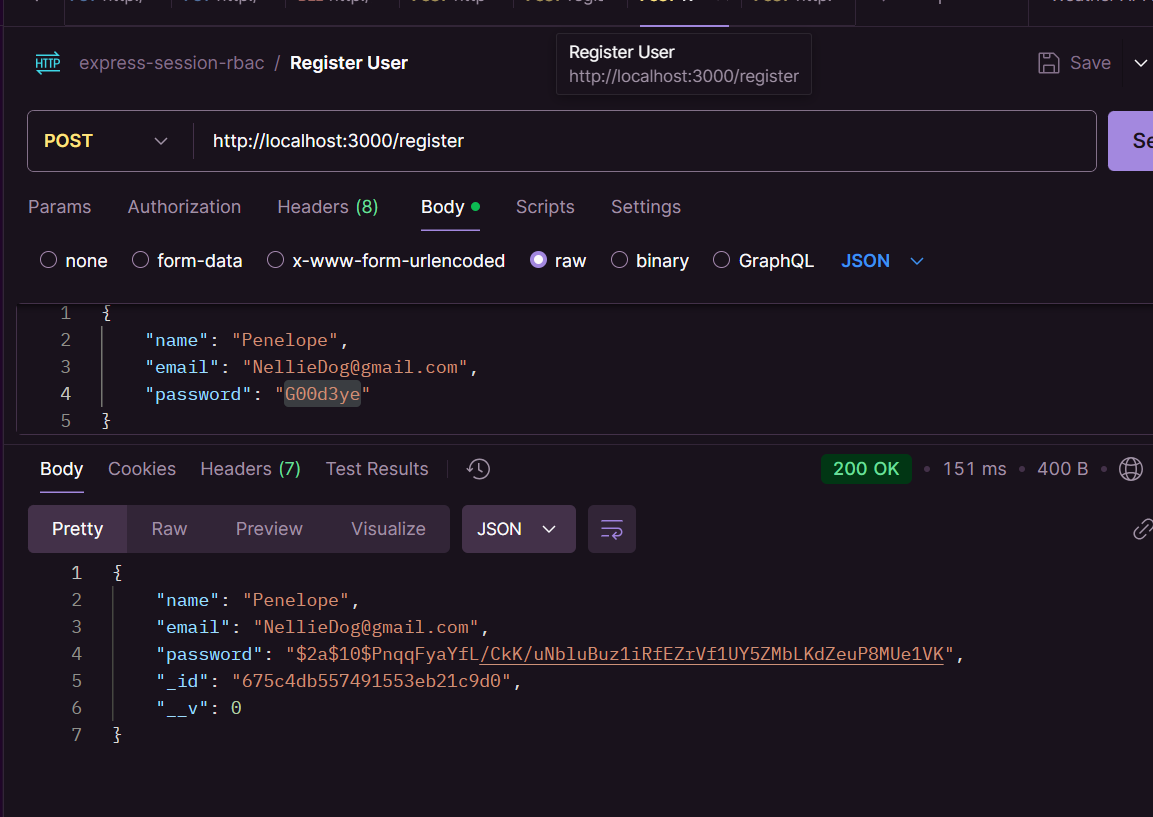 HTTP express-session-rbac / Register User
Register User
http://localhost:3000/register
Save
POST http://localhost:3000/register
Params Authorization Headers (8) Body Scripts Settings
none form-data x-www-form-urlencoded raw binary GraphQL JSON
1 {
2 "name": "Penelope",
3 "email": "NellieDog@gmail.com",
4 "password": "G00d3ye"
5 }
Body Cookies Headers (7) Test Results 200 OK • 151 ms • 400 B •
Pretty Raw Preview Visualize JSON
1 {
2 "name": "Penelope",
3 "email": "NellieDog@gmail.com",
4 "password": "$2a$10$PnqqFyaYfL/CkK/uNbluBuz1iRfEZrVf1UY5ZMbLKdZeuP8MUe1VK",
5 "_id": "675c4db557491553eb21c9d0",
6 "__v": 0
7 }